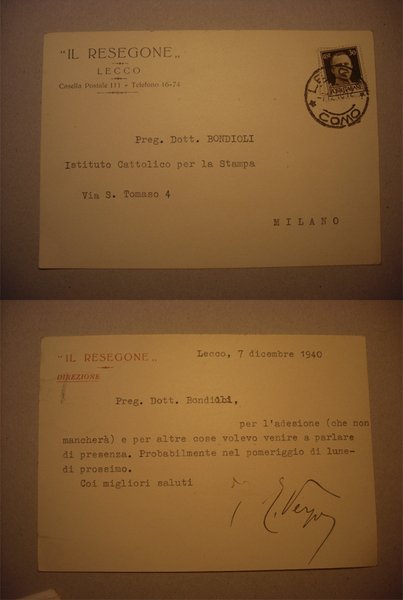 "IL RESEGONE„
LECCO
Casella Postale 111 - Telefono 16-74
COMO
Preg. Dott. BONDIOLI
Istituto Cattolico per la Stampa
Via S. Tomaso 4
MILANO
"IL RESEGONE„
DIREZIONE
Lecco, 7 dicembre 1940
Preg. Dott. Bondioli,
per l'adesione (che non
mancherà) e per altre cose volevo venire a parlare
di presenza. Probabilmente nel pomeriggio di lune-
di prossimo.
Coi migliori saluti